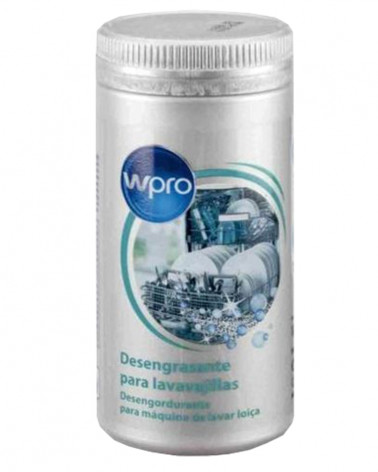 wpro
Desengrasante
para lavavajillas
Desengordurante
para máquina de lavar loiça